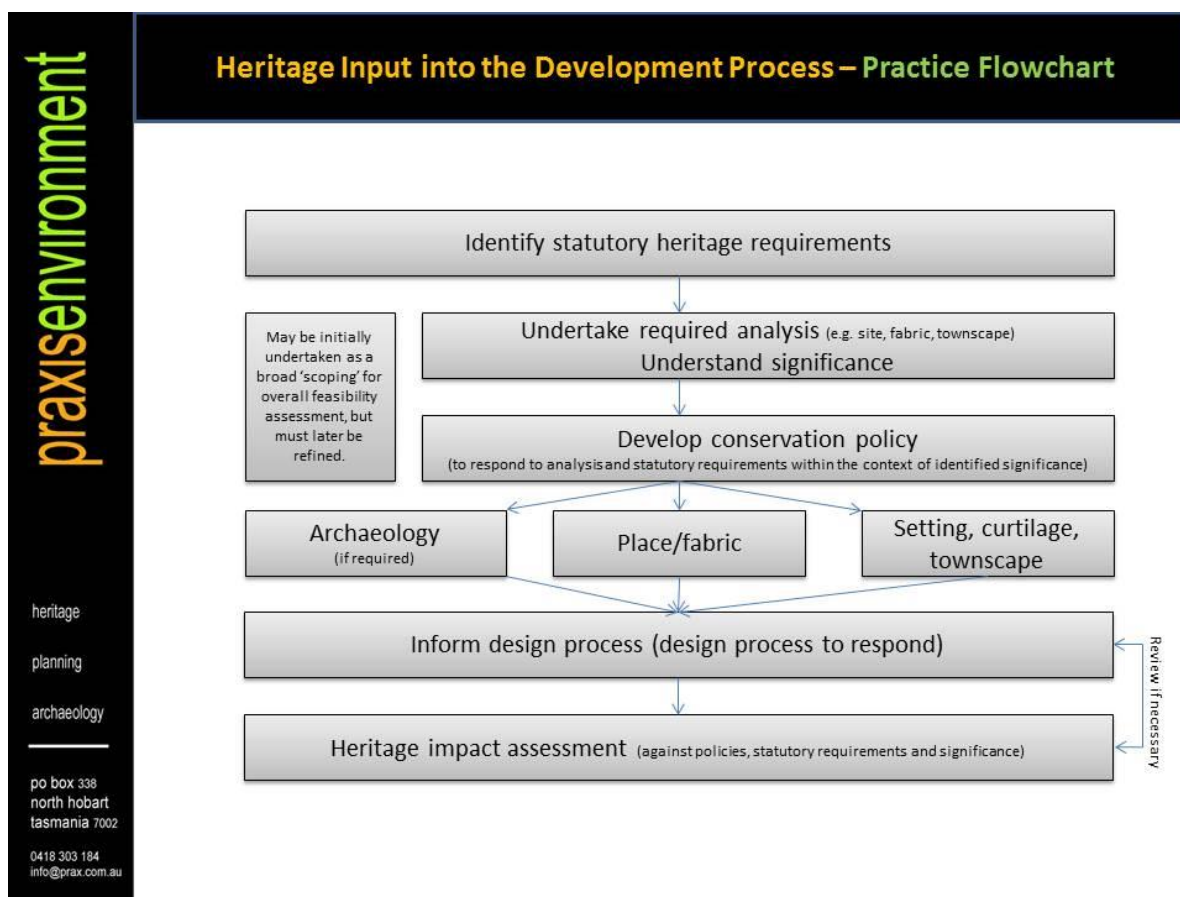 Heritage Input into the Development Process – Practice Flowchart
praxisenvironment
Identify statutory heritage requirements
May be initially
undertaken as a
broad ‘scoping’ for
overall feasibility
assessment, but
must later be
refined.
Undertake required analysis (e.g. site, fabric, townscape)
Understand significance
Develop conservation policy
(to respond to analysis and statutory requirements within the context of identified significance)
Archaeology
(if required)
Place/fabric
Setting, curtilage,
townscape
Inform design process (design process to respond)
Heritage impact assessment (against policies, statutory requirements and significance)
Review if necessary
heritage
planning
archaeology
po box 338
north hobart
tasmania 7002
0418 303 184
info@prax.com.au